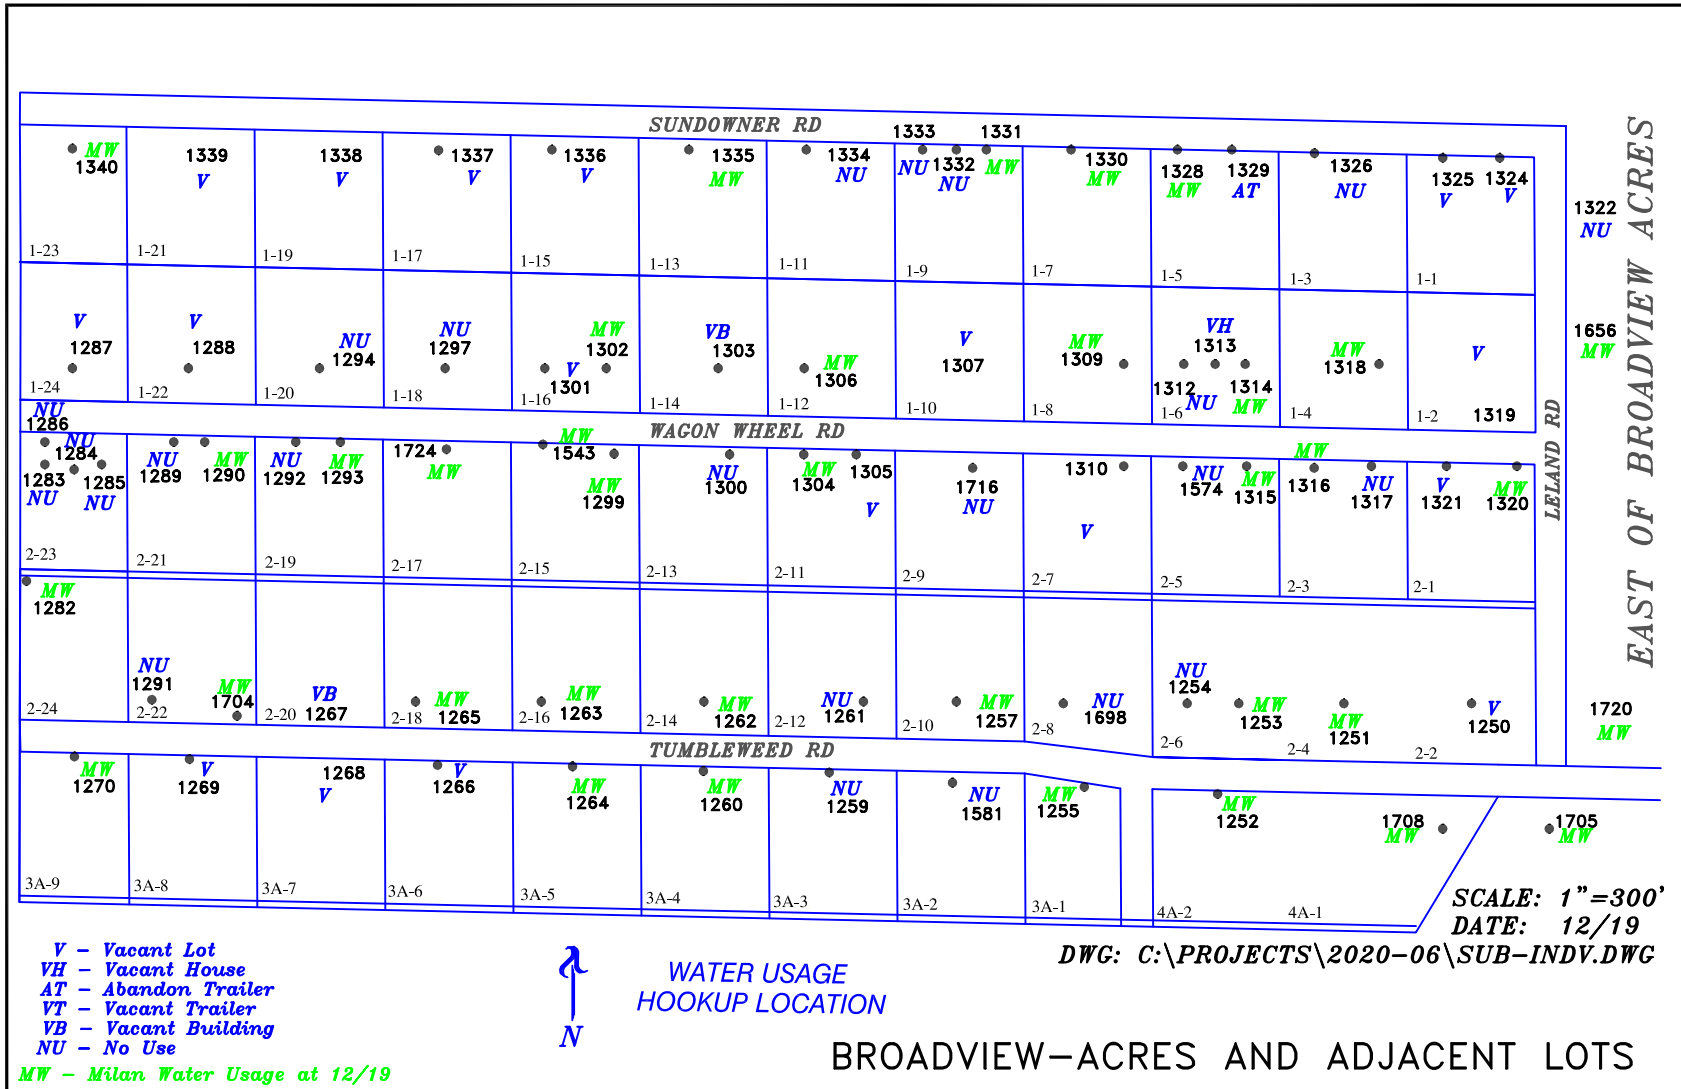 SUNDOWNER RD
1333 1331
MW 1340
1339 V
1338 V
1337 V
1336 V
1335 MW
1334 NU
NU 1332 NU MW
1330 MW
1328 MW
1329 AT
1326 NU
1325 V
1324 V
1322 NU
1-23 1-21 1-19 1-17 1-15 1-13 1-11 1-9 1-7 1-5 1-3 1-1
V 1287
V 1288
NU 1294
NU 1297
V 1301
MW 1302
VB 1303
MW 1306
V 1307
MW 1309
VH 1313
1312 NU
1314 MW
MW 1318
V 1319
1656 MW
1-24 1-22 1-20 1-18 1-16 1-14 1-12 1-10 1-8 1-6 1-4 1-2
WAGON WHEEL RD
LELAND RD
EAST OF BROADVIEW ACRES
NU 1286
NU 1284
1283 NU
1285 NU
NU 1289
MW 1290
NU 1292
MW 1293
1724 MW
MW 1543
MW 1299
NU 1300
MW 1304
1305 V
1716 NU
1310 V
NU 1574
MW 1315
MW 1316
NU 1317
V 1321
MW 1320
2-23 2-21 2-19 2-17 2-15 2-13 2-11 2-9 2-7 2-5 2-3 2-1
MW 1282
NU 1291
MW 1704
VB 1267
MW 1265
MW 1263
MW 1262
NU 1261
MW 1257
NU 1698
NU 1254
MW 1253
MW 1251
V 1250
1720 MW
2-24 2-22 2-20 2-18 2-16 2-14 2-12 2-10 2-8 2-6 2-4 2-2
TUMBLEWEED RD
MW 1270
V 1269
1268 V
V 1266
MW 1264
MW 1260
NU 1259
NU 1581
MW 1255
MW 1252
1708 MW
1705 MW
3A-9 3A-8 3A-7 3A-6 3A-5 3A-4 3A-3 3A-2 3A-1 4A-2 4A-1
SCALE: 1"=300'
DATE: 12/19
DWG: C:\PROJECTS\2020-06\SUB-INDV.DWG
V - Vacant Lot
VH - Vacant House
AT - Abandon Trailer
VT - Vacant Trailer
VB - Vacant Building
NU - No Use
MW - Milan Water Usage at 12/19
N
WATER USAGE
HOOKUP LOCATION
BROADVIEW-ACRES AND ADJACENT LOTS